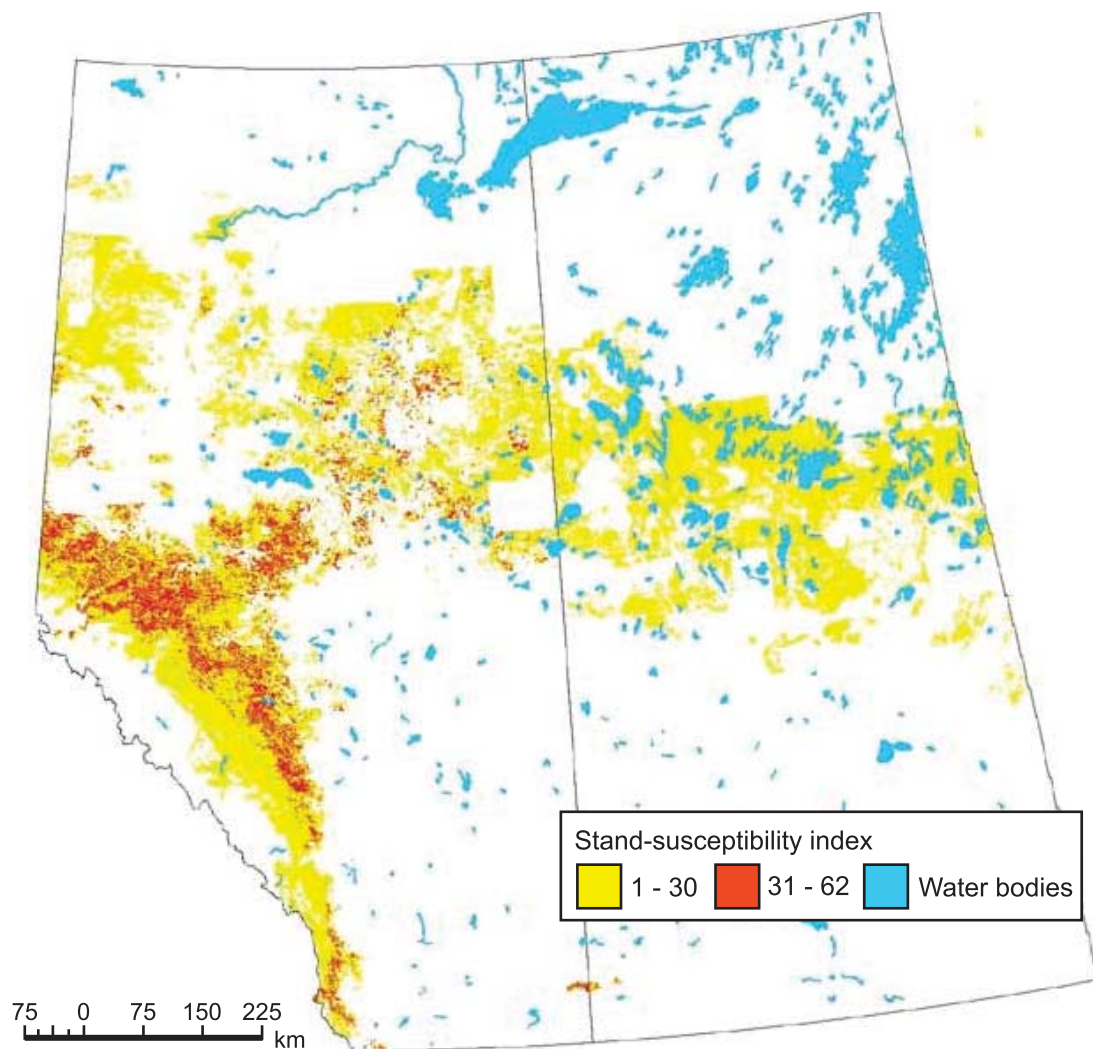 Stand-susceptibility index
1 - 30 31 - 62 Water bodies
75 0 75 150 225
km